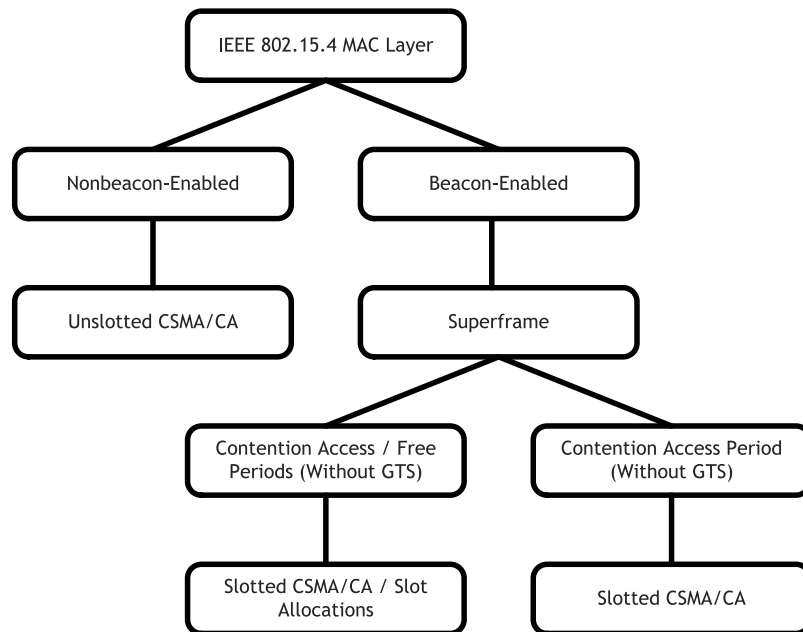 IEEE 802.15.4 MAC Layer
Nonbeacon-Enabled
Beacon-Enabled
Unslotted CSMA/CA
Superframe
Contention Access / Free
Periods (Without GTS)
Contention Access Period
(Without GTS)
Slotted CSMA/CA / Slot
Allocations
Slotted CSMA/CA